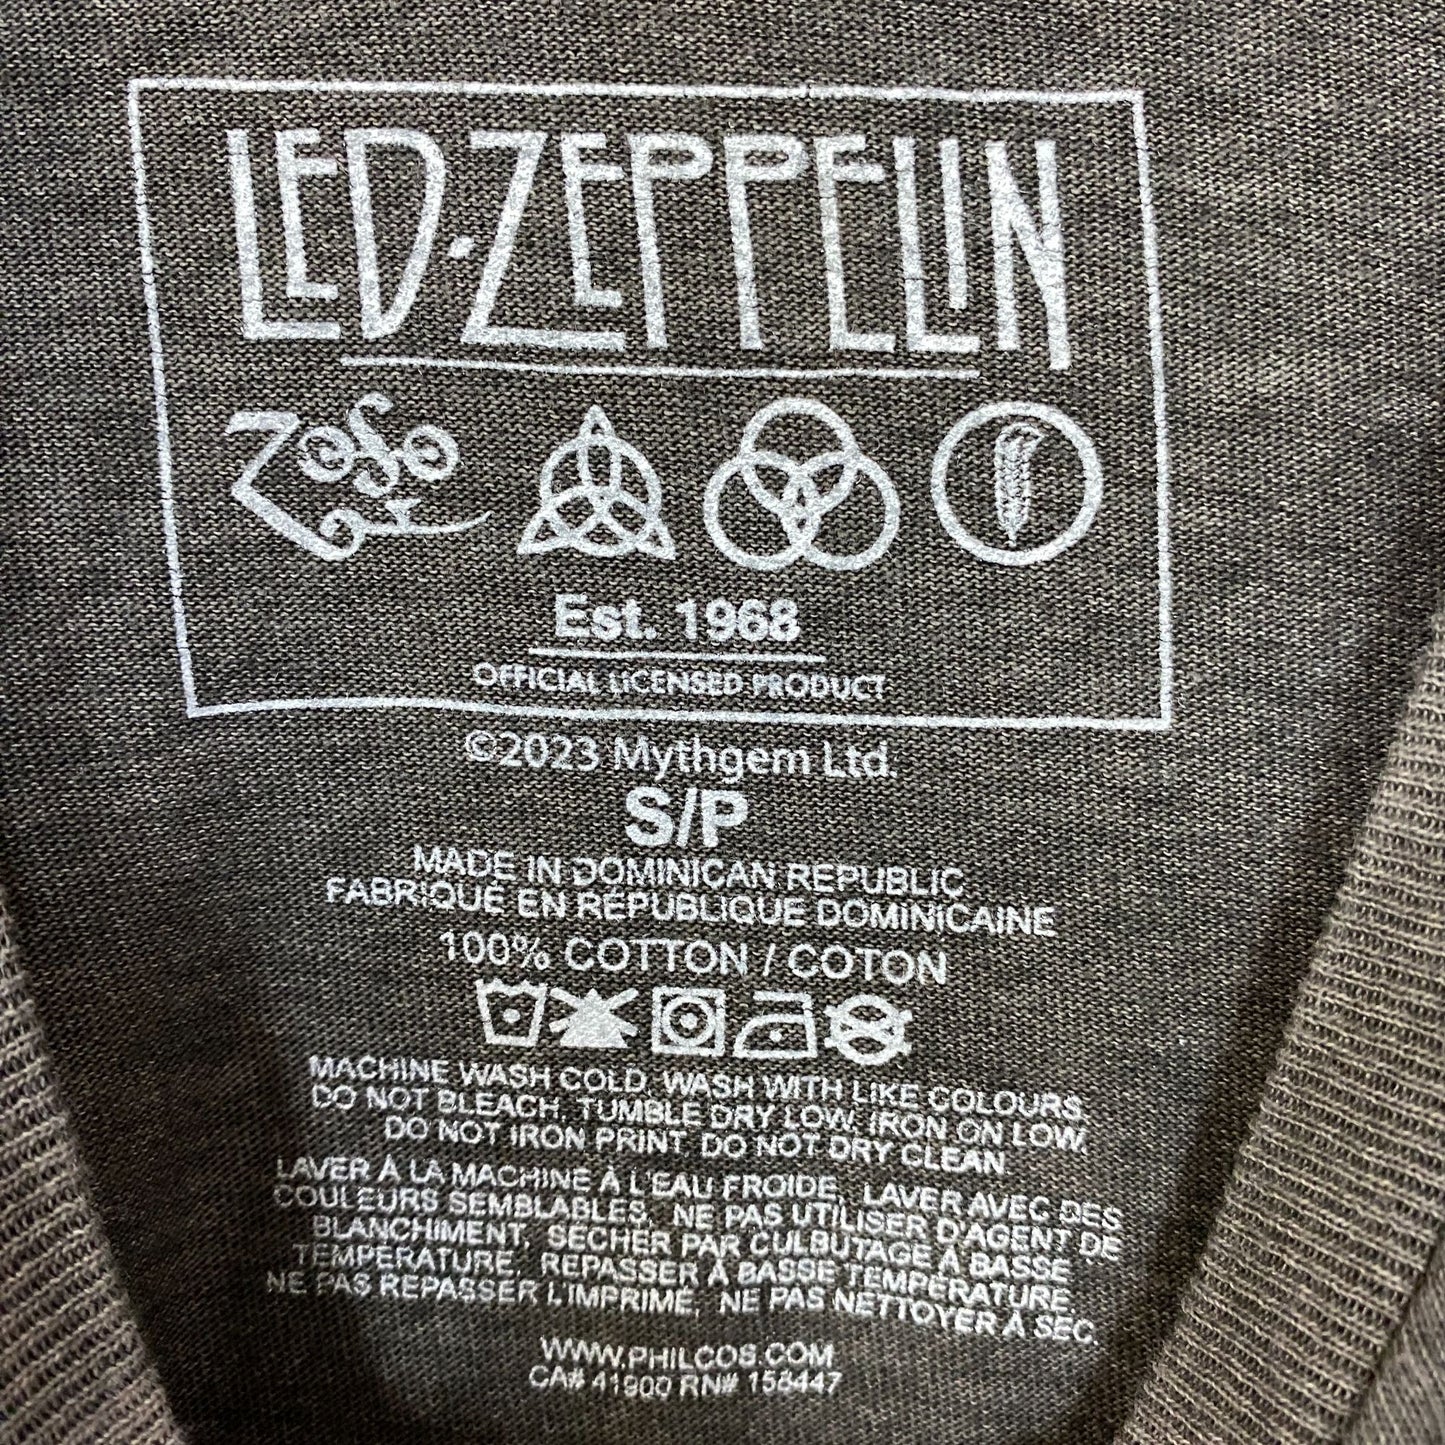 LED·ZEPPELIN
ZOSO
Est. 1968
OFFICIAL LICENSED PRODUCT
©2023 Mythgem Ltd.
S/P
MADE IN DOMINICAN REPUBLIC
FABRIQUÉ EN RÉPUBLIQUE DOMINICAINE
100% COTTON / COTON
MACHINE WASH COLD, WASH WITH LIKE COLOURS,
DO NOT BLEACH, TUMBLE DRY LOW, IRON ON LOW,
DO NOT IRON PRINT, DO NOT DRY CLEAN.
LAVER À LA MACHINE À L'EAU FROIDE, LAVER AVEC DES
COULEURS SEMBLABLES, NE PAS UTILISER D'AGENT DE
BLANCHIMENT, SÉCHER PAR CULBUTAGE À BASSE
TEMPÉRATURE, REPASSER À BASSE TEMPÉRATURE,
NE PAS REPASSER L'IMPRIMÉ, NE PAS NETTOYER À SEC.
WWW.PHILCOS.COM
CA# 41900 RN# 158447